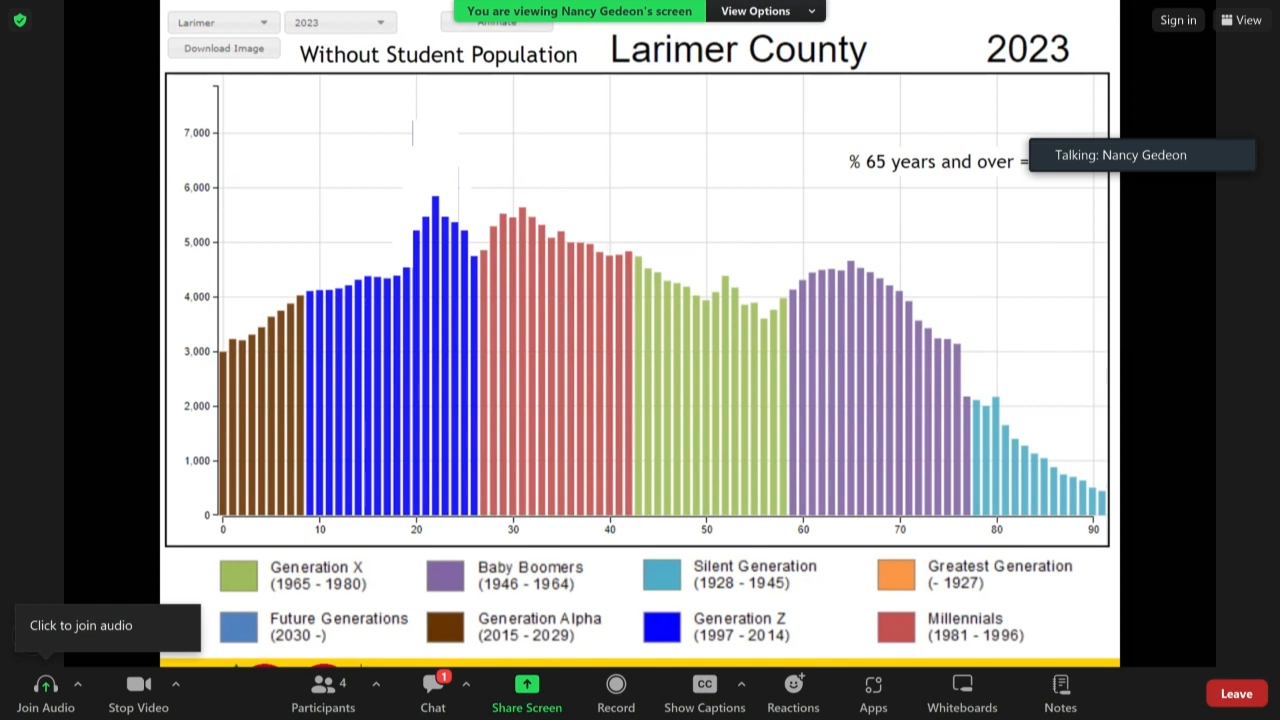 You are viewing Nancy Gedeon's screen
View Options
Sign in
View
Larimer
2023
Animate
Download Image
Without Student Population
Larimer County
2023
7,000
6,000
5,000
4,000
3,000
2,000
1,000
0
% 65 years and over =
Talking: Nancy Gedeon
0 10 20 30 40 50 60 70 80 90
Generation X
(1965 - 1980)
Baby Boomers
(1946 - 1964)
Silent Generation
(1928 - 1945)
Greatest Generation
(- 1927)
Future Generations
(2030 -)
Generation Alpha
(2015 - 2029)
Generation Z
(1997 - 2014)
Millennials
(1981 - 1996)
Click to join audio
Join Audio
Stop Video
4
Participants
1
Chat
Share Screen
Record
CC
Show Captions
Reactions
Apps
Whiteboards
Notes
Leave